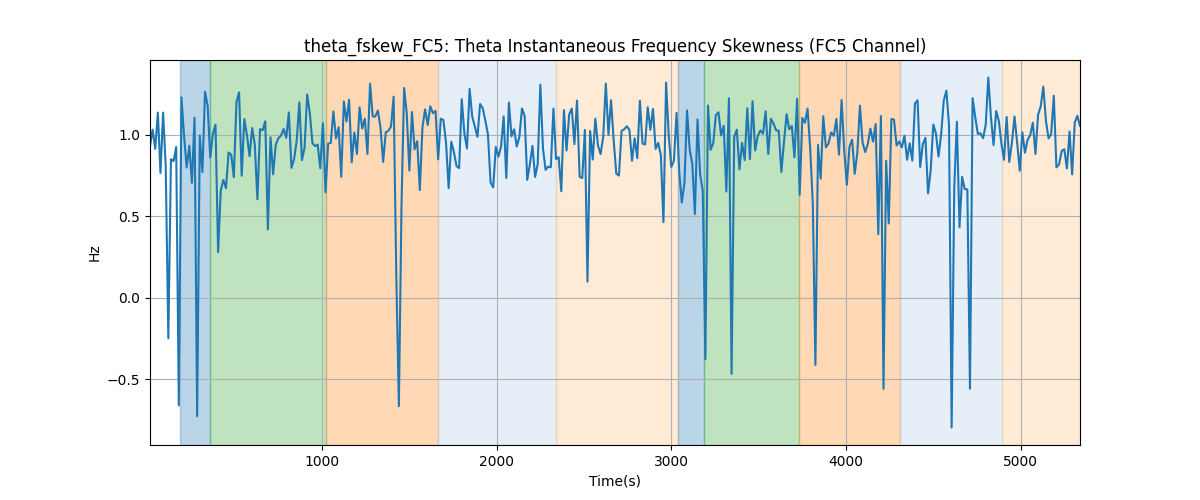 theta_fskew_FC5: Theta Instantaneous Frequency Skewness (FC5 Channel)
Hz
1.0
0.5
0.0
−0.5
1000 2000 3000 4000 5000
Time(s)